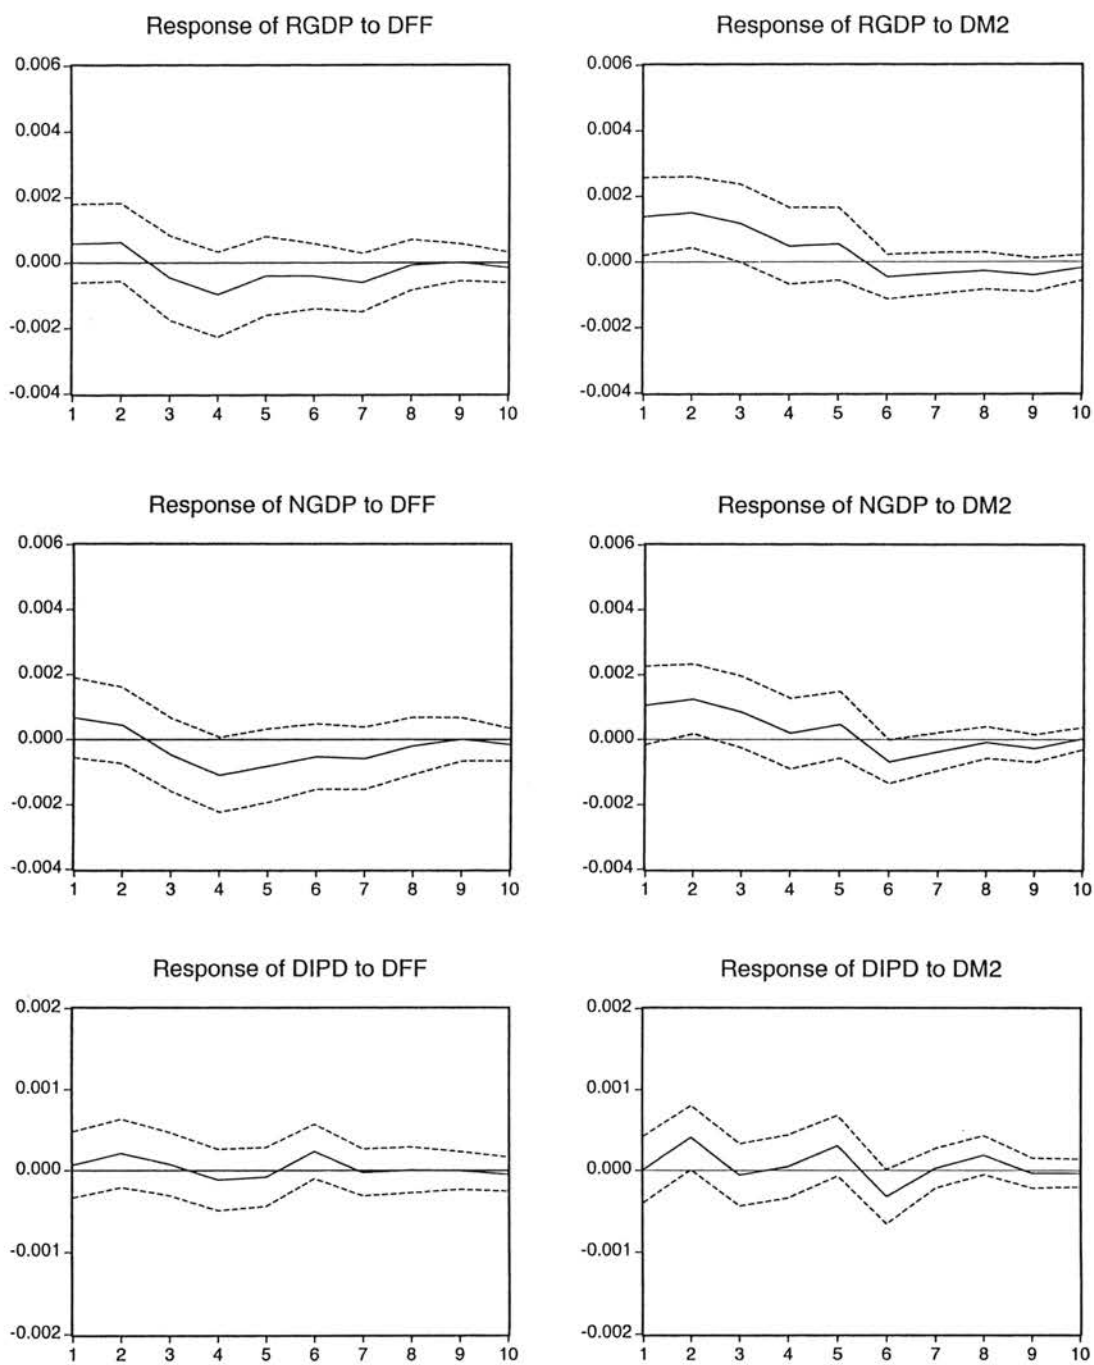 Response of RGDP to DFF
0.006
0.004
0.002
0.000
-0.002
-0.004
1 2 3 4 5 6 7 8 9 10
Response of RGDP to DM2
0.006
0.004
0.002
0.000
-0.002
-0.004
1 2 3 4 5 6 7 8 9 10
Response of NGDP to DFF
0.006
0.004
0.002
0.000
-0.002
-0.004
1 2 3 4 5 6 7 8 9 10
Response of NGDP to DM2
0.006
0.004
0.002
0.000
-0.002
-0.004
1 2 3 4 5 6 7 8 9 10
Response of DIPD to DFF
0.002
0.001
0.000
-0.001
-0.002
1 2 3 4 5 6 7 8 9 10
Response of DIPD to DM2
0.002
0.001
0.000
-0.001
-0.002
1 2 3 4 5 6 7 8 9 10